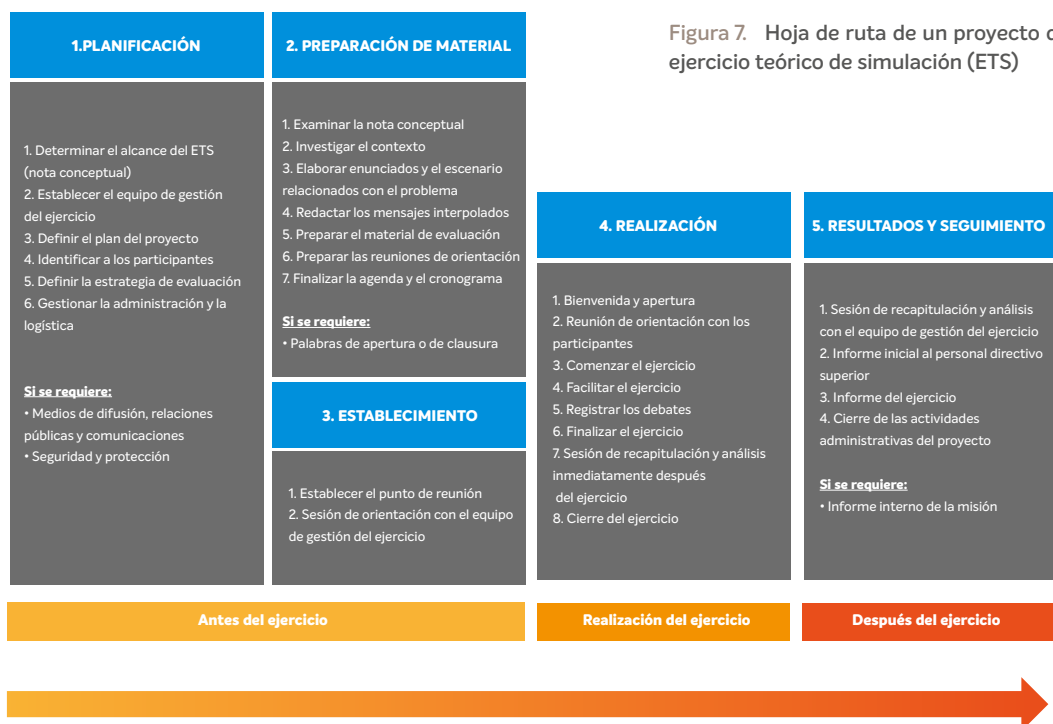 Figura 7. Hoja de ruta de un proyecto
ejercicio teórico de simulación (ETS)
1.PLANIFICACIÓN
1. Determinar el alcance del ETS
(nota conceptual)
2. Establecer el equipo de gestión
del ejercicio
3. Definir el plan del proyecto
4. Identificar a los participantes
5. Definir la estrategia de evaluación
6. Gestionar la administración y la
logística
Si se requiere:
• Medios de difusión, relaciones
públicas y comunicaciones
• Seguridad y protección
2. PREPARACIÓN DE MATERIAL
1. Examinar la nota conceptual
2. Investigar el contexto
3. Elaborar enunciados y el escenario
relacionados con el problema
4. Redactar los mensajes interpolados
5. Preparar el material de evaluación
6. Preparar las reuniones de orientación
7. Finalizar la agenda y el cronograma
Si se requiere:
• Palabras de apertura o de clausura
3. ESTABLECIMIENTO
1. Establecer el punto de reunión
2. Sesión de orientación con el equipo
de gestión del ejercicio
4. REALIZACIÓN
1. Bienvenida y apertura
2. Reunión de orientación con los
participantes
3. Comenzar el ejercicio
4. Facilitar el ejercicio
5. Registrar los debates
6. Finalizar el ejercicio
7. Sesión de recapitulación y análisis
inmediatamente después
del ejercicio
8. Cierre del ejercicio
5. RESULTADOS Y SEGUIMIENTO
1. Sesión de recapitulación y análisis
con el equipo de gestión del ejercicio
2. Informe inicial al personal directivo
superior
3. Informe del ejercicio
4. Cierre de las actividades
administrativas del proyecto
Si se requiere:
• Informe interno de la misión
Antes del ejercicio
Realización del ejercicio
Después del ejercicio